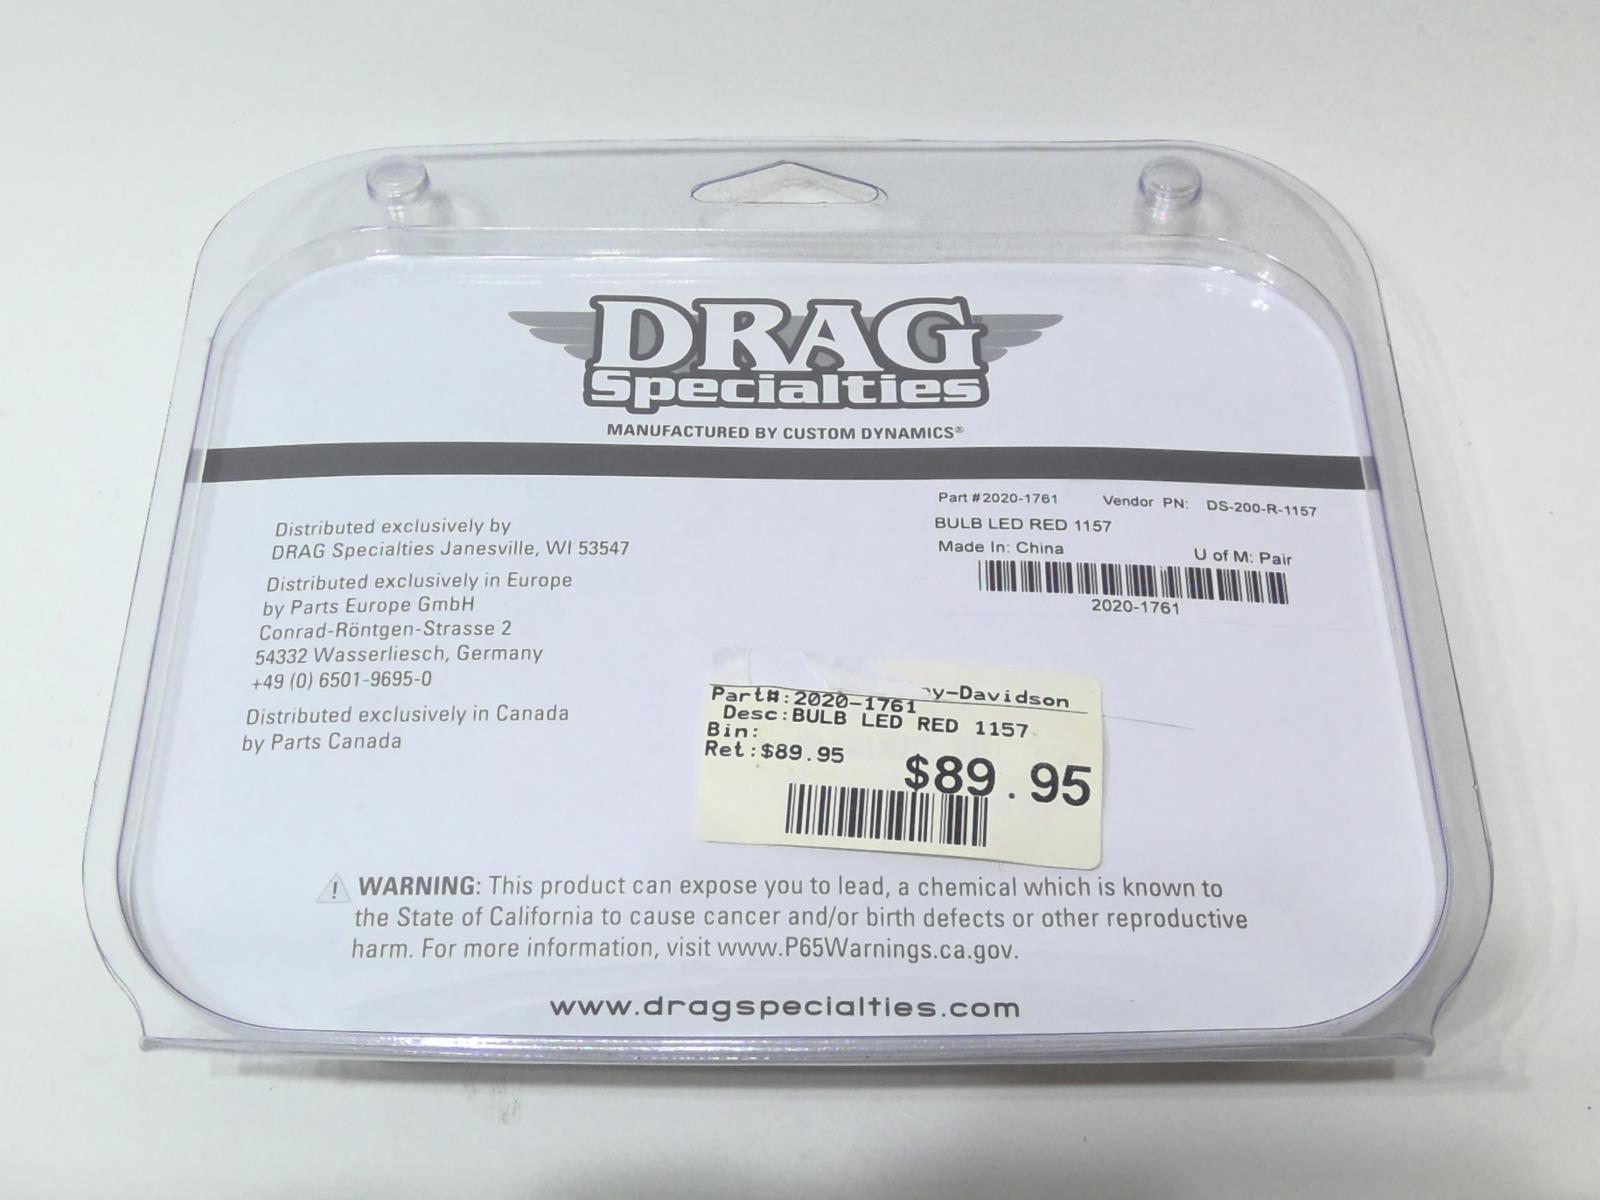 DRAG
Specialties
MANUFACTURED BY CUSTOM DYNAMICS®
Distributed exclusively by
DRAG Specialties Janesville, WI 53547
Distributed exclusively in Europe
by Parts Europe GmbH
Conrad-Röntgen-Strasse 2
54332 Wasserliesch, Germany
+49 (0) 6501-9695-0
Distributed exclusively in Canada
by Parts Canada
Part #2020-1761 Vendor PN: DS-200-R-1157
BULB LED RED 1157
Made In: China U of M: Pair
2020-1761
y-Davidson
Part#:2020-1761
Desc:BULB LED RED 1157
Bin:
Ret:$89.95
$89.95
WARNING: This product can expose you to lead, a chemical which is known to
the State of California to cause cancer and/or birth defects or other reproductive
harm. For more information, visit www.P65Warnings.ca.gov.
www.dragspecialties.com